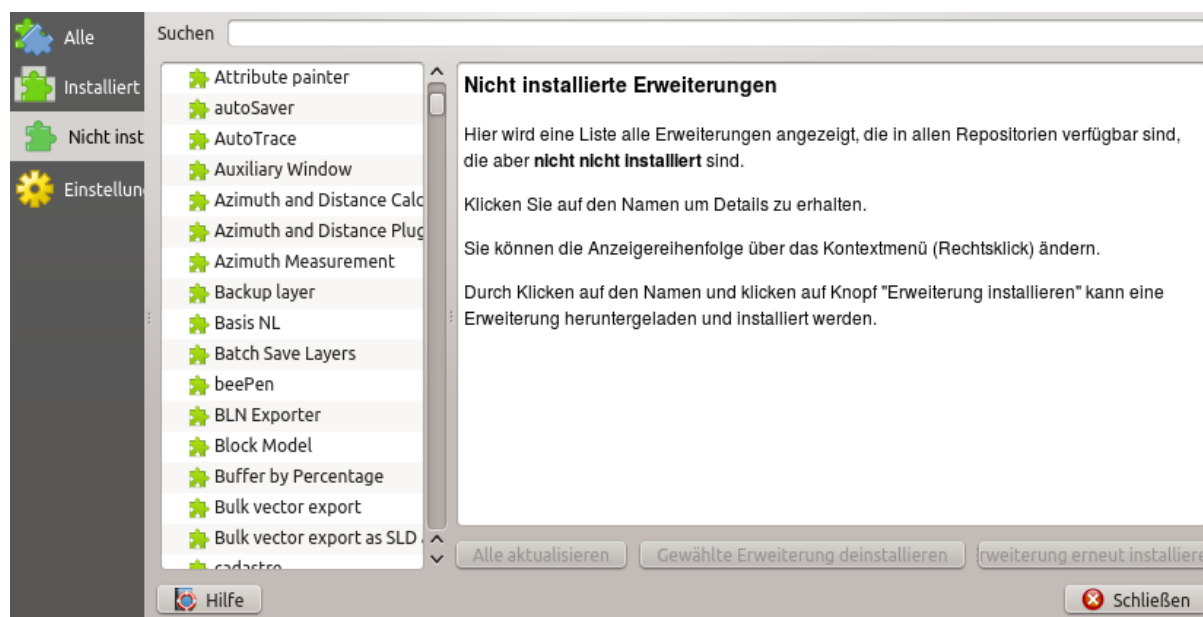 Alle
Installiert
Nicht inst
Einstellun
Suchen
Attribute painter
autoSaver
AutoTrace
Auxiliary Window
Azimuth and Distance Calc
Azimuth and Distance Plug
Azimuth Measurement
Backup layer
Basis NL
Batch Save Layers
beePen
BLN Exporter
Block Model
Buffer by Percentage
Bulk vector export
Bulk vector export as SLD
cadastro
Nicht installierte Erweiterungen
Hier wird eine Liste alle Erweiterungen angezeigt, die in allen Repositorien verfügbar sind,
die aber nicht nicht installiert sind.
Klicken Sie auf den Namen um Details zu erhalten.
Sie können die Anzeigereihenfolge über das Kontextmenü (Rechtsklick) ändern.
Durch Klicken auf den Namen und klicken auf Knopf "Erweiterung installieren" kann eine
Erweiterung heruntergeladen und installiert werden.
Alle aktualisieren
Gewählte Erweiterung deinstallieren
rweiterung erneut installiere
Hilfe
Schließen